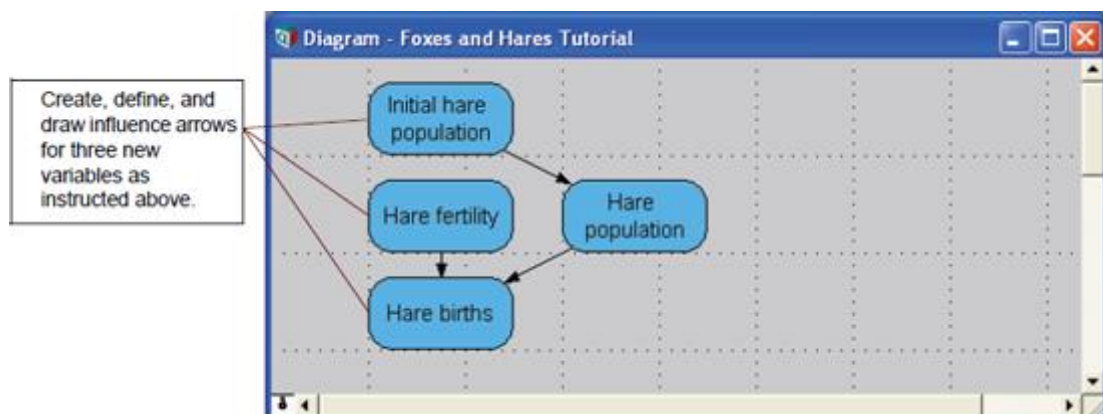 Diagram - Foxes and Hares Tutorial
Create, define, and
draw influence arrows
for three new
variables as
instructed above.
Initial hare
population
Hare fertility
Hare
population
Hare births